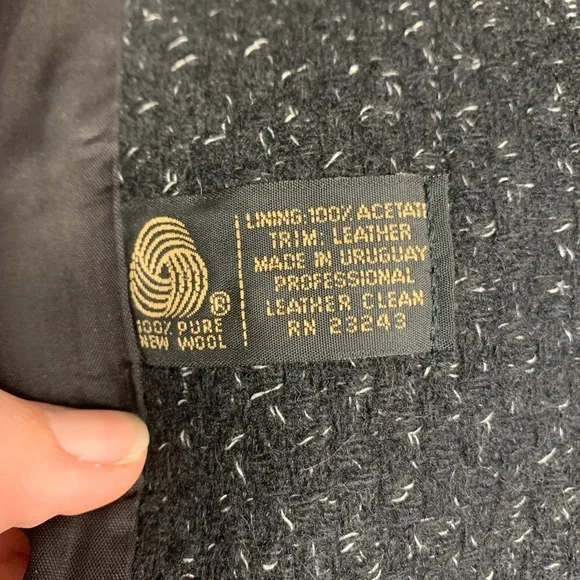 LINING: 100% ACETATE
TRIM: LEATHER
MADE IN URUGUAY
PROFESSIONAL
LEATHER CLEAN
RN 23243
®
100% PURE
NEW WOOL